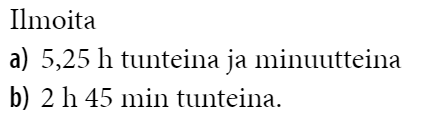 Ilmoita
a) 5,25 h tunteina ja minuutteina
b) 2 h 45 min tunteina.